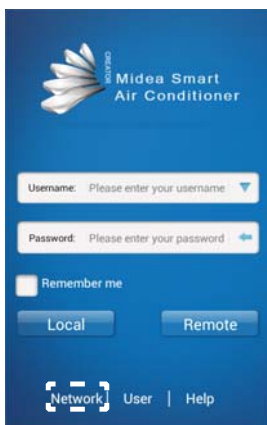 CREATOR
Midea Smart
Air Conditioner
Username: Please enter your username
Password: Please enter your password
Remember me
Local Remote
Network User | Help